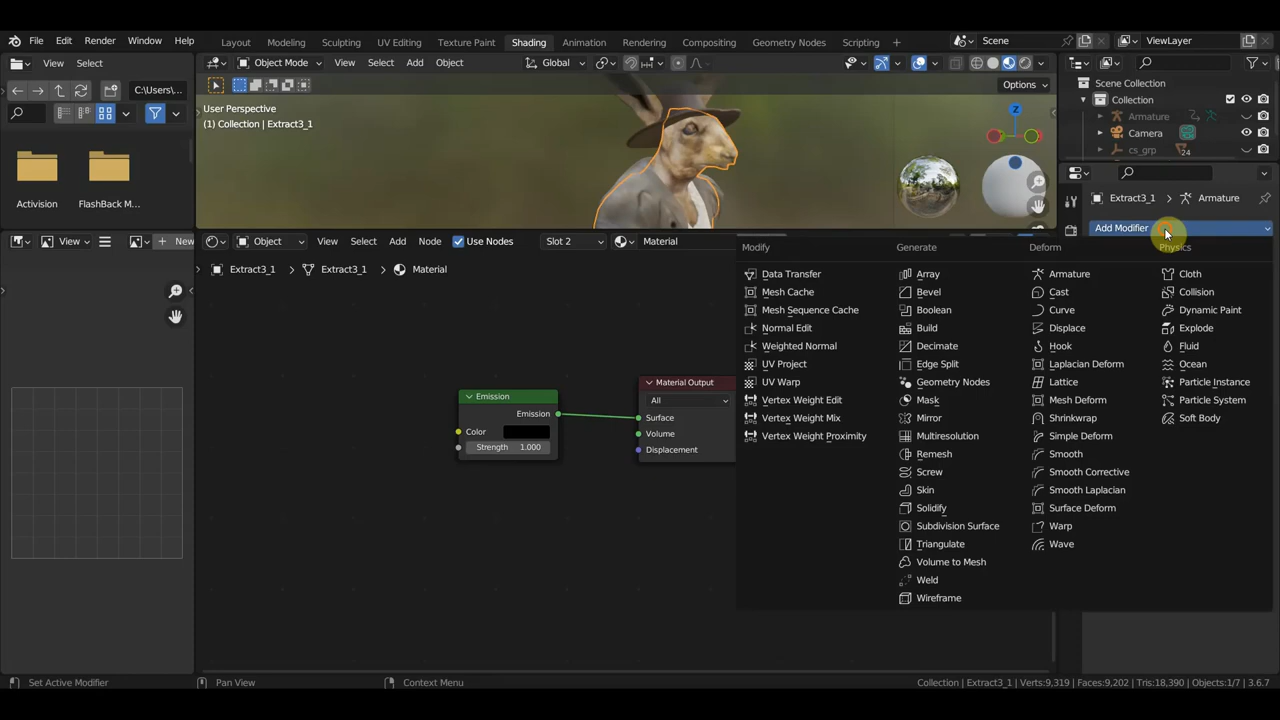 File Edit Render Window Help Layout Modeling Sculpting UV Editing Texture Paint Shading Animation Rendering Compositing Geometry Nodes Scripting + Scene ViewLayer
View Select Object Mode View Select Add Object Global
C:\Users\...
Options
Scene Collection
Collection
Armature
Camera
cs_grp 24
User Perspective
(1) Collection | Extract3_1
Z
Activision FlashBack M...
Extract3_1 > Armature
Add Modifier
View New Object View Select Add Node Use Nodes Slot 2 Material
Extract3_1 > Extract3_1 > Material
Emission
Emission
Color
Strength 1.000
Material Output
All
Surface
Volume
Displacement
Modify
Data Transfer
Mesh Cache
Mesh Sequence Cache
Normal Edit
Weighted Normal
UV Project
UV Warp
Vertex Weight Edit
Vertex Weight Mix
Vertex Weight Proximity
Generate
Array
Bevel
Boolean
Build
Decimate
Edge Split
Geometry Nodes
Mask
Mirror
Multiresolution
Remesh
Screw
Skin
Solidify
Subdivision Surface
Triangulate
Volume to Mesh
Weld
Wireframe
Deform
Armature
Cast
Curve
Displace
Hook
Laplacian Deform
Lattice
Mesh Deform
Shrinkwrap
Simple Deform
Smooth
Smooth Corrective
Smooth Laplacian
Surface Deform
Warp
Wave
Physics
Cloth
Collision
Dynamic Paint
Explode
Fluid
Ocean
Particle Instance
Particle System
Soft Body
Set Active Modifier Pan View Context Menu Collection | Extract3_1 | Verts:9,319 | Faces:9,202 | Tris:18,390 | Objects:1/7 | 3.6.7